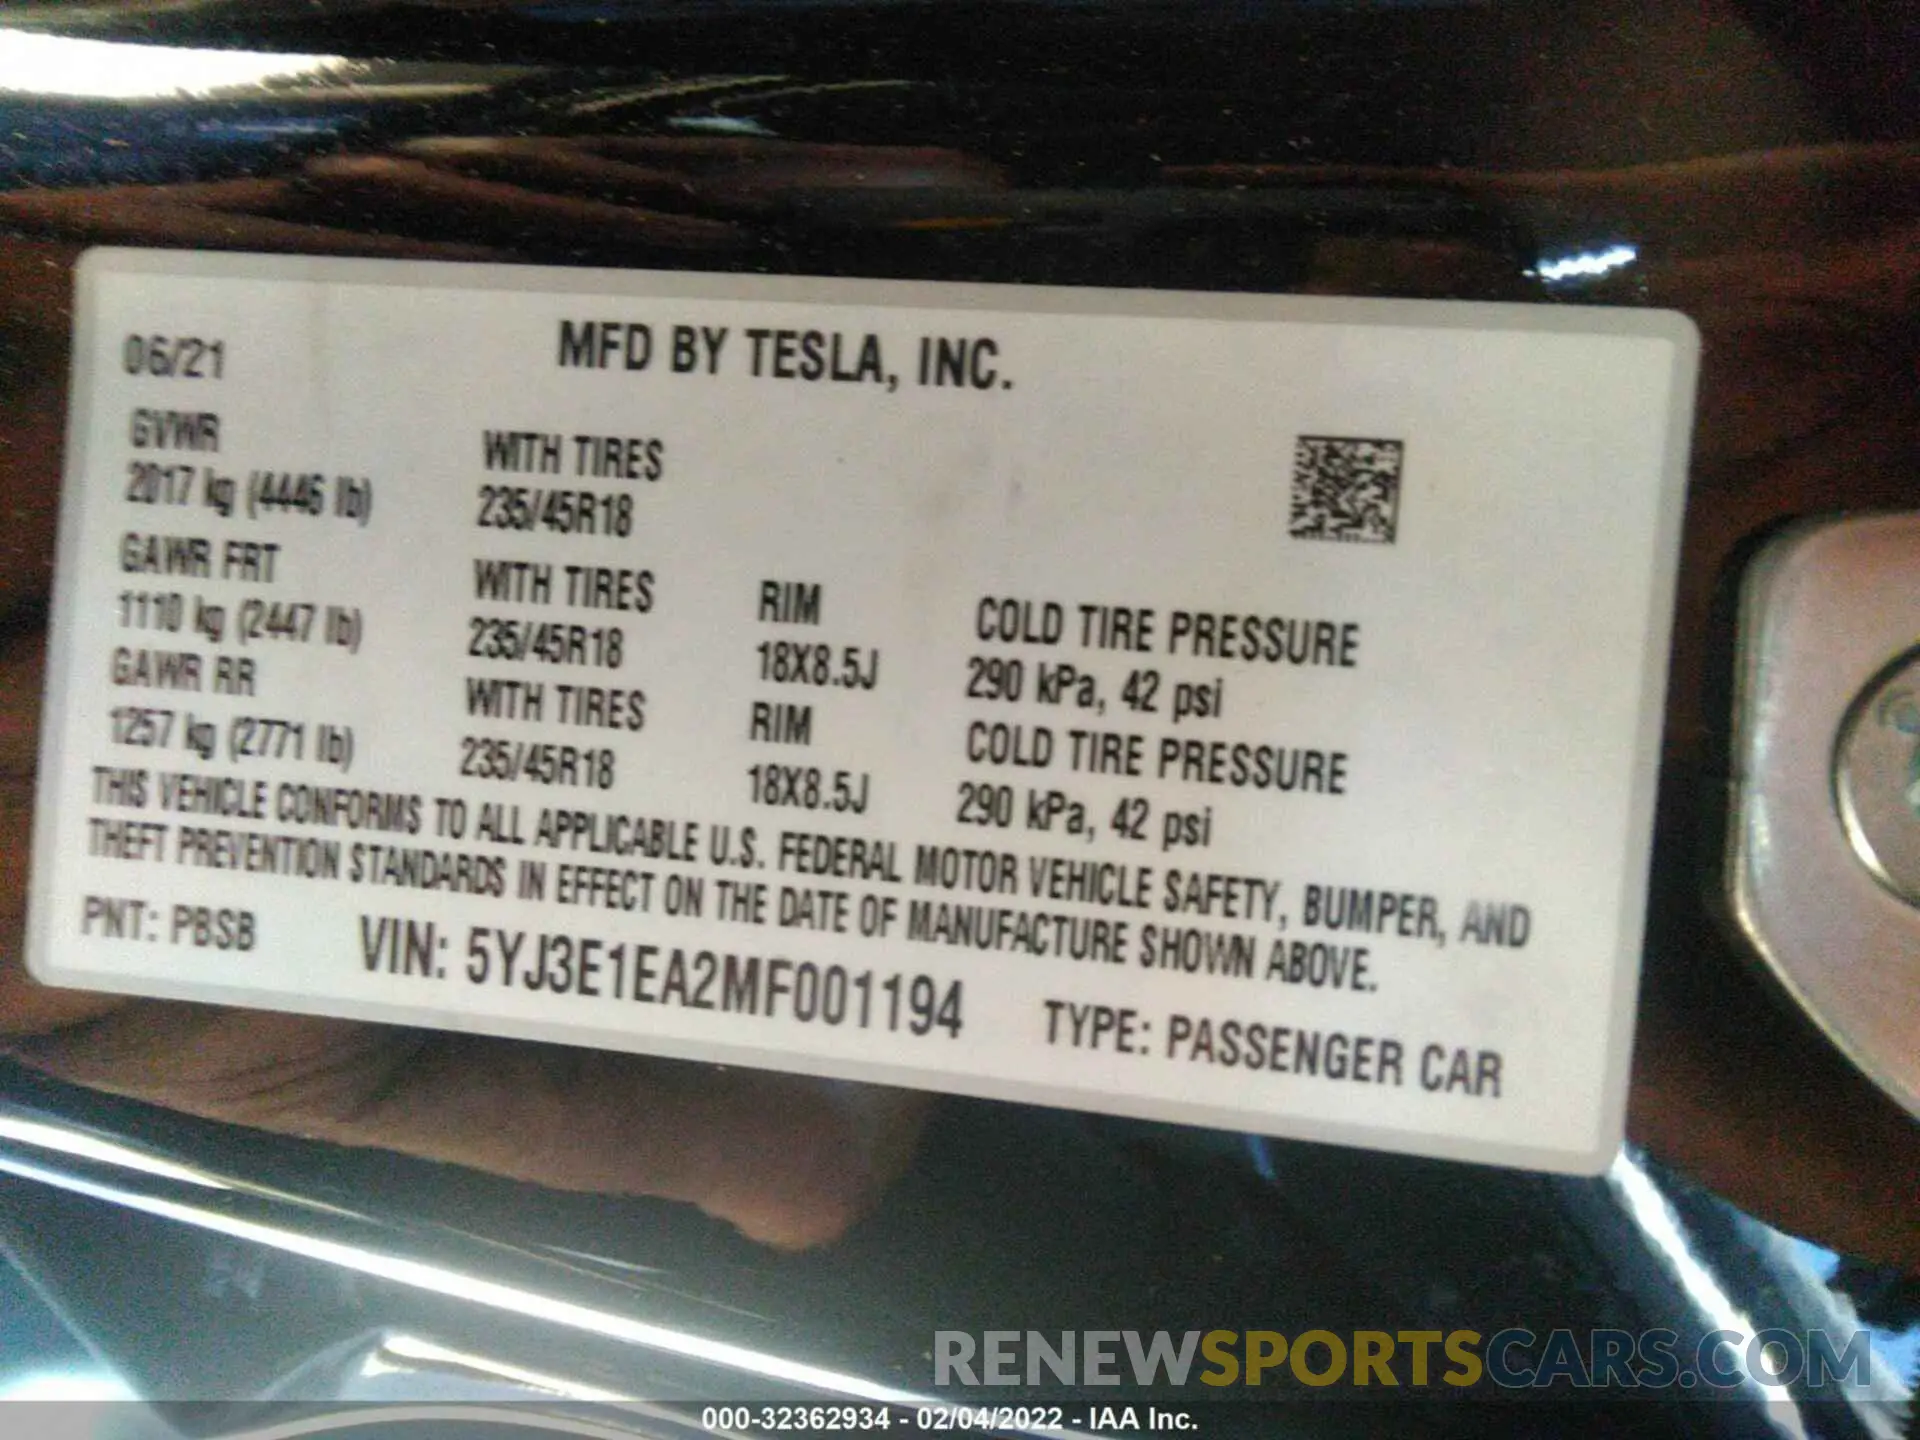 06/21
MFD BY TESLA, INC.
GVWR
WITH TIRES
2017 kg (4446 lb)
235/45R18
GAWR FRT
WITH TIRES
RIM
COLD TIRE PRESSURE
1110 kg (2447 lb)
235/45R18
18X8.5J
290 kPa, 42 psi
GAWR RR
WITH TIRES
RIM
COLD TIRE PRESSURE
1257 kg (2771 lb)
235/45R18
18X8.5J
290 kPa, 42 psi
THIS VEHICLE CONFORMS TO ALL APPLICABLE U.S. FEDERAL MOTOR VEHICLE SAFETY, BUMPER, AND
THEFT PREVENTION STANDARDS IN EFFECT ON THE DATE OF MANUFACTURE SHOWN ABOVE.
PNT: PBSB
VIN: 5YJ3E1EA2MF001194
TYPE: PASSENGER CAR
RENEWSPORTSCARS.COM
000-32362934 - 02/04/2022 - IAA Inc.